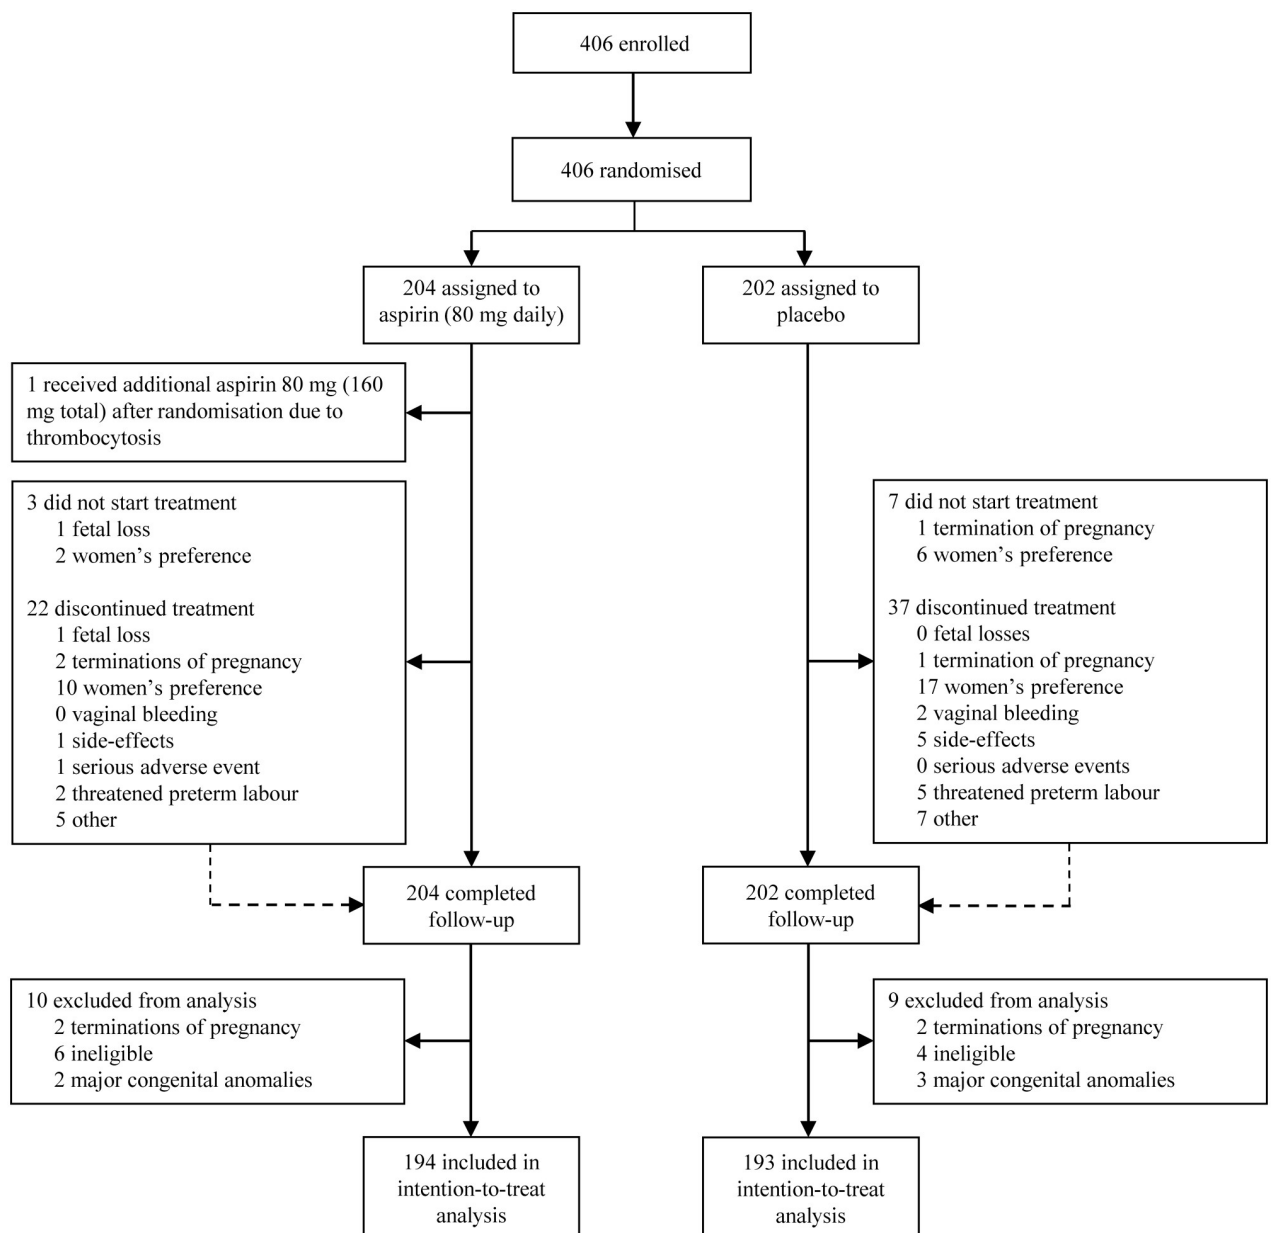 406 enrolled
406 randomised
204 assigned to
aspirin (80 mg daily)
202 assigned to
placebo
1 received additional aspirin 80 mg (160
mg total) after randomisation due to
thrombocytosis
3 did not start treatment
1 fetal loss
2 women’s preference
22 discontinued treatment
1 fetal loss
2 terminations of pregnancy
10 women’s preference
0 vaginal bleeding
1 side-effects
1 serious adverse event
2 threatened preterm labour
5 other
7 did not start treatment
1 termination of pregnancy
6 women’s preference
37 discontinued treatment
0 fetal losses
1 termination of pregnancy
17 women’s preference
2 vaginal bleeding
5 side-effects
0 serious adverse events
5 threatened preterm labour
7 other
204 completed
follow-up
202 completed
follow-up
10 excluded from analysis
2 terminations of pregnancy
6 ineligible
2 major congenital anomalies
9 excluded from analysis
2 terminations of pregnancy
4 ineligible
3 major congenital anomalies
194 included in
intention-to-treat
analysis
193 included in
intention-to-treat
analysis